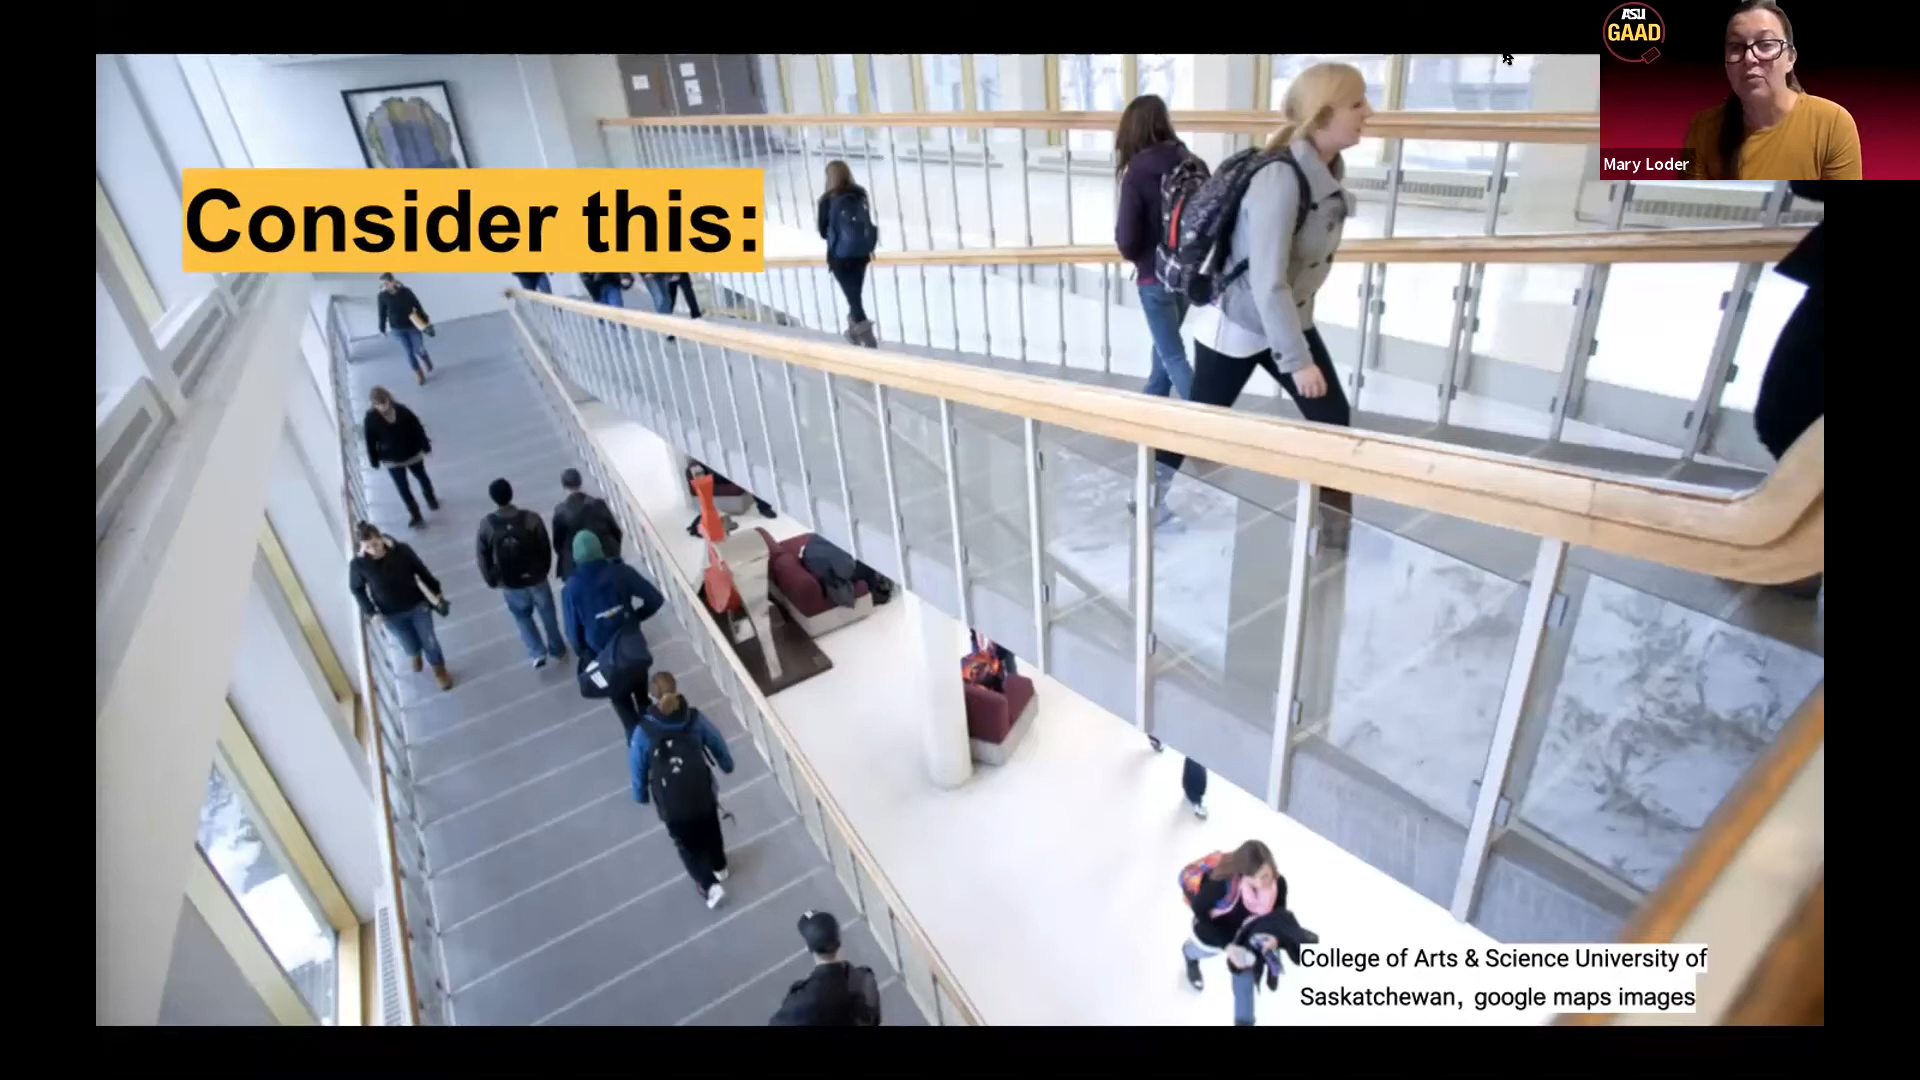 ASU
GAAD
Mary Loder
Consider this:
College of Arts & Science University of
Saskatchewan, google maps images